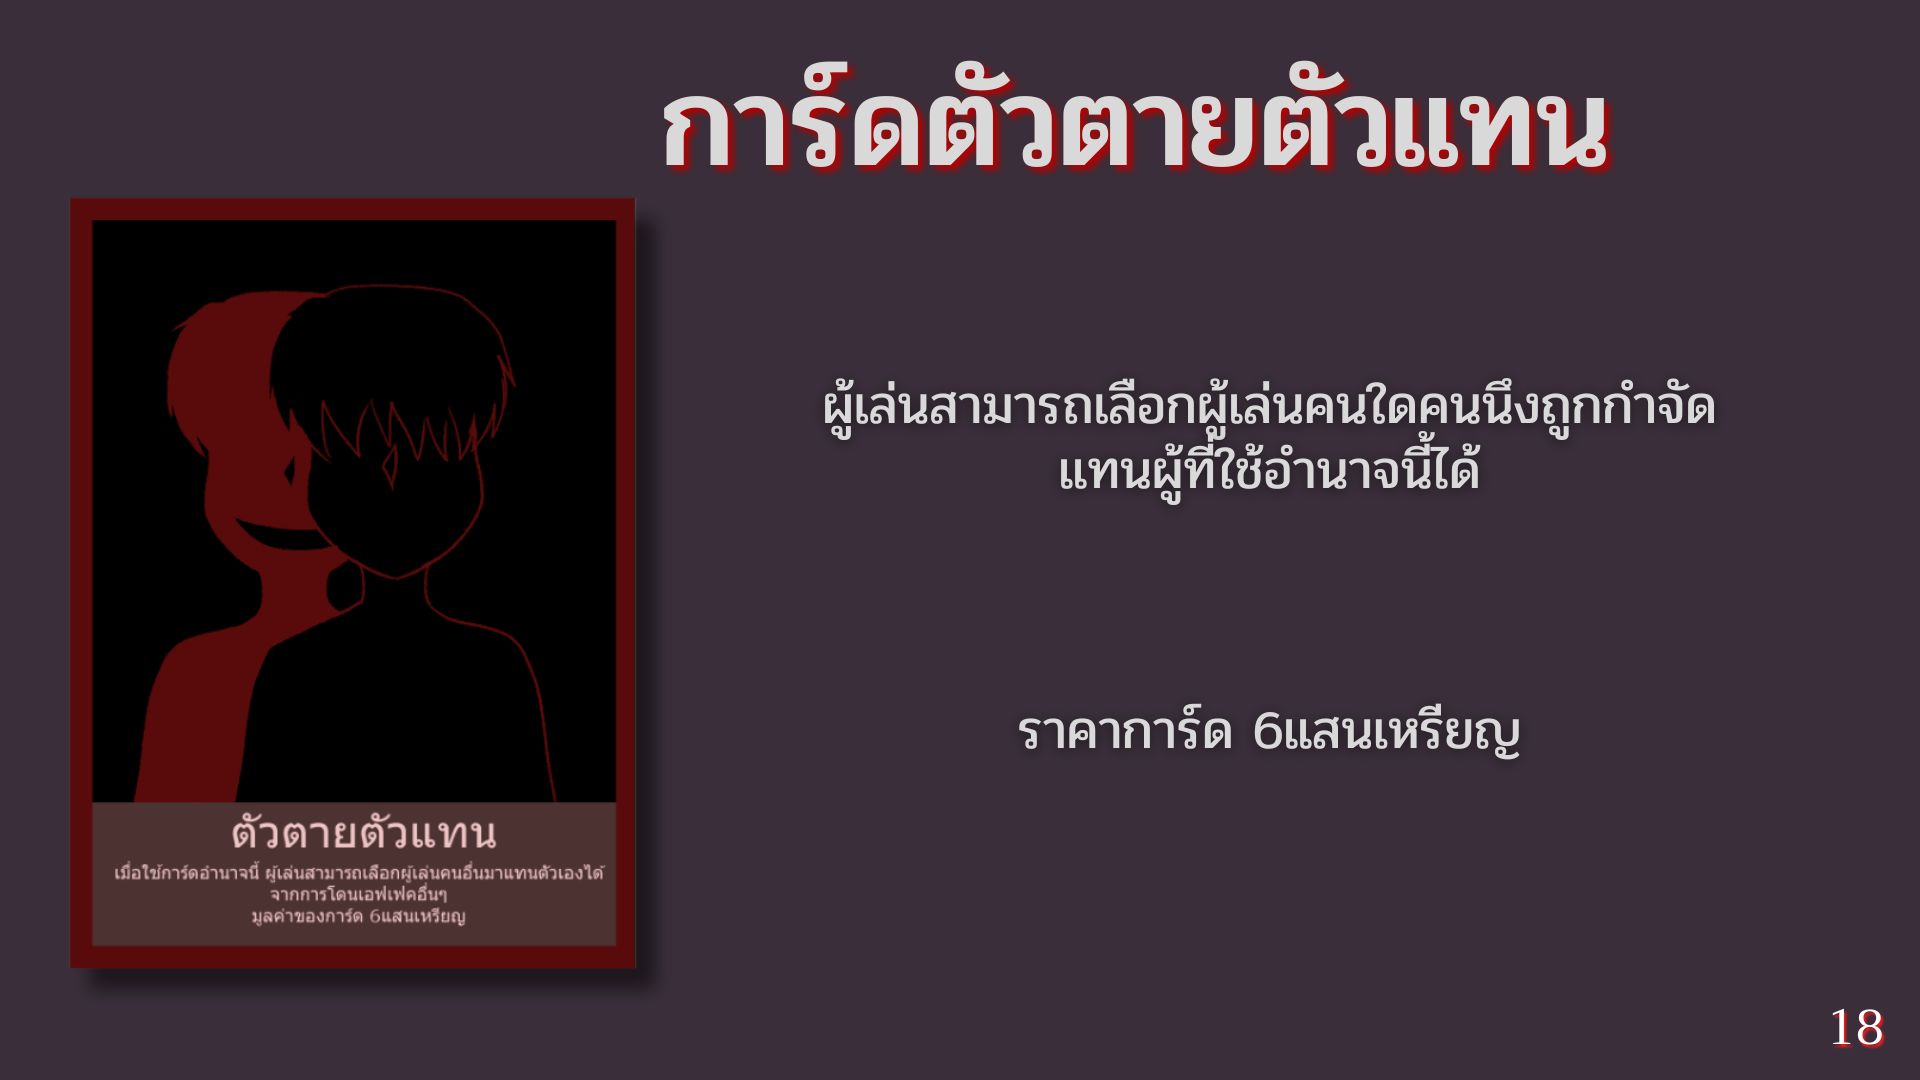 การ์ดตัวตายตัวแทน
ผู้เล่นสามารถเลือกผู้เล่นคนใดคนนึงถูกกำจัด
แทนผู้ที่ใช้อำนาจนี้ได้
ราคาการ์ด 6แสนเหรียญ
ตัวตายตัวแทน
เมื่อใช้การ์ดอำนาจนี้ ผู้เล่นสามารถเลือกผู้เล่นคนอื่นมาแทนตัวเองได้
จากการโดนเอฟเฟคอื่นๆ
มูลค่าของการ์ด 6แสนเหรียญ
18